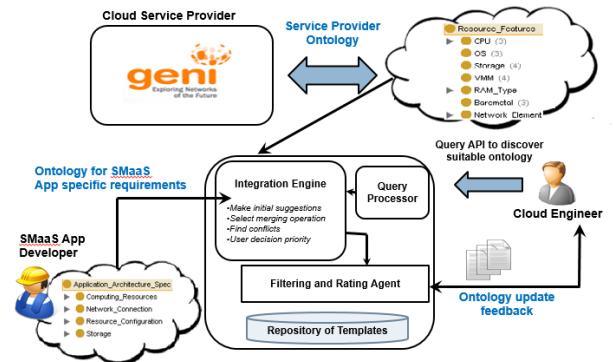 Cloud Service Provider
geni
Exploring Networks
of the Future
Service Provider
Ontology
Resource_Features
CPU (3)
OS (3)
Storage (4)
VMM (4)
RAM_Type
Baremetal (3)
Network_Element
Query API to discover
suitable ontology
Cloud Engineer
Ontology for SMaaS
App specific requirements
Integration Engine
•Make initial suggestions
•Select merging operation
•Find conflicts
•User decision priority
Query
Processor
SMaaS App
Developer
Application_Architecture_Spec
Computing_Resources
Network_Connection
Resource_Configuration
Storage
Filtering and Rating Agent
Ontology update
feedback
Repository of Templates